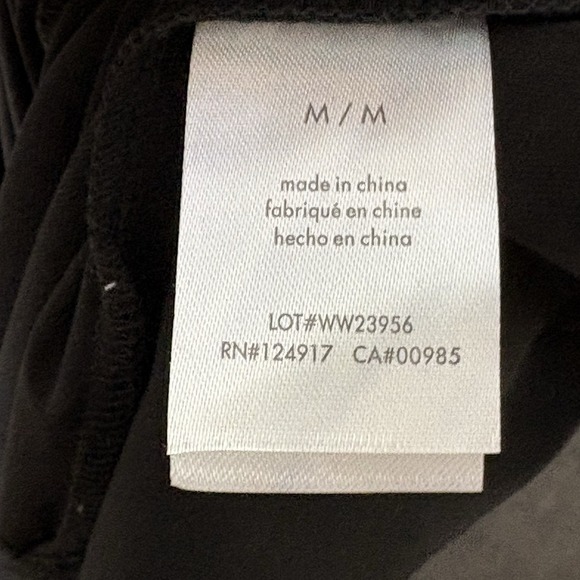 M / M
made in china
fabriqué en chine
hecho en china
LOT#WW23956
RN#124917 CA#00985